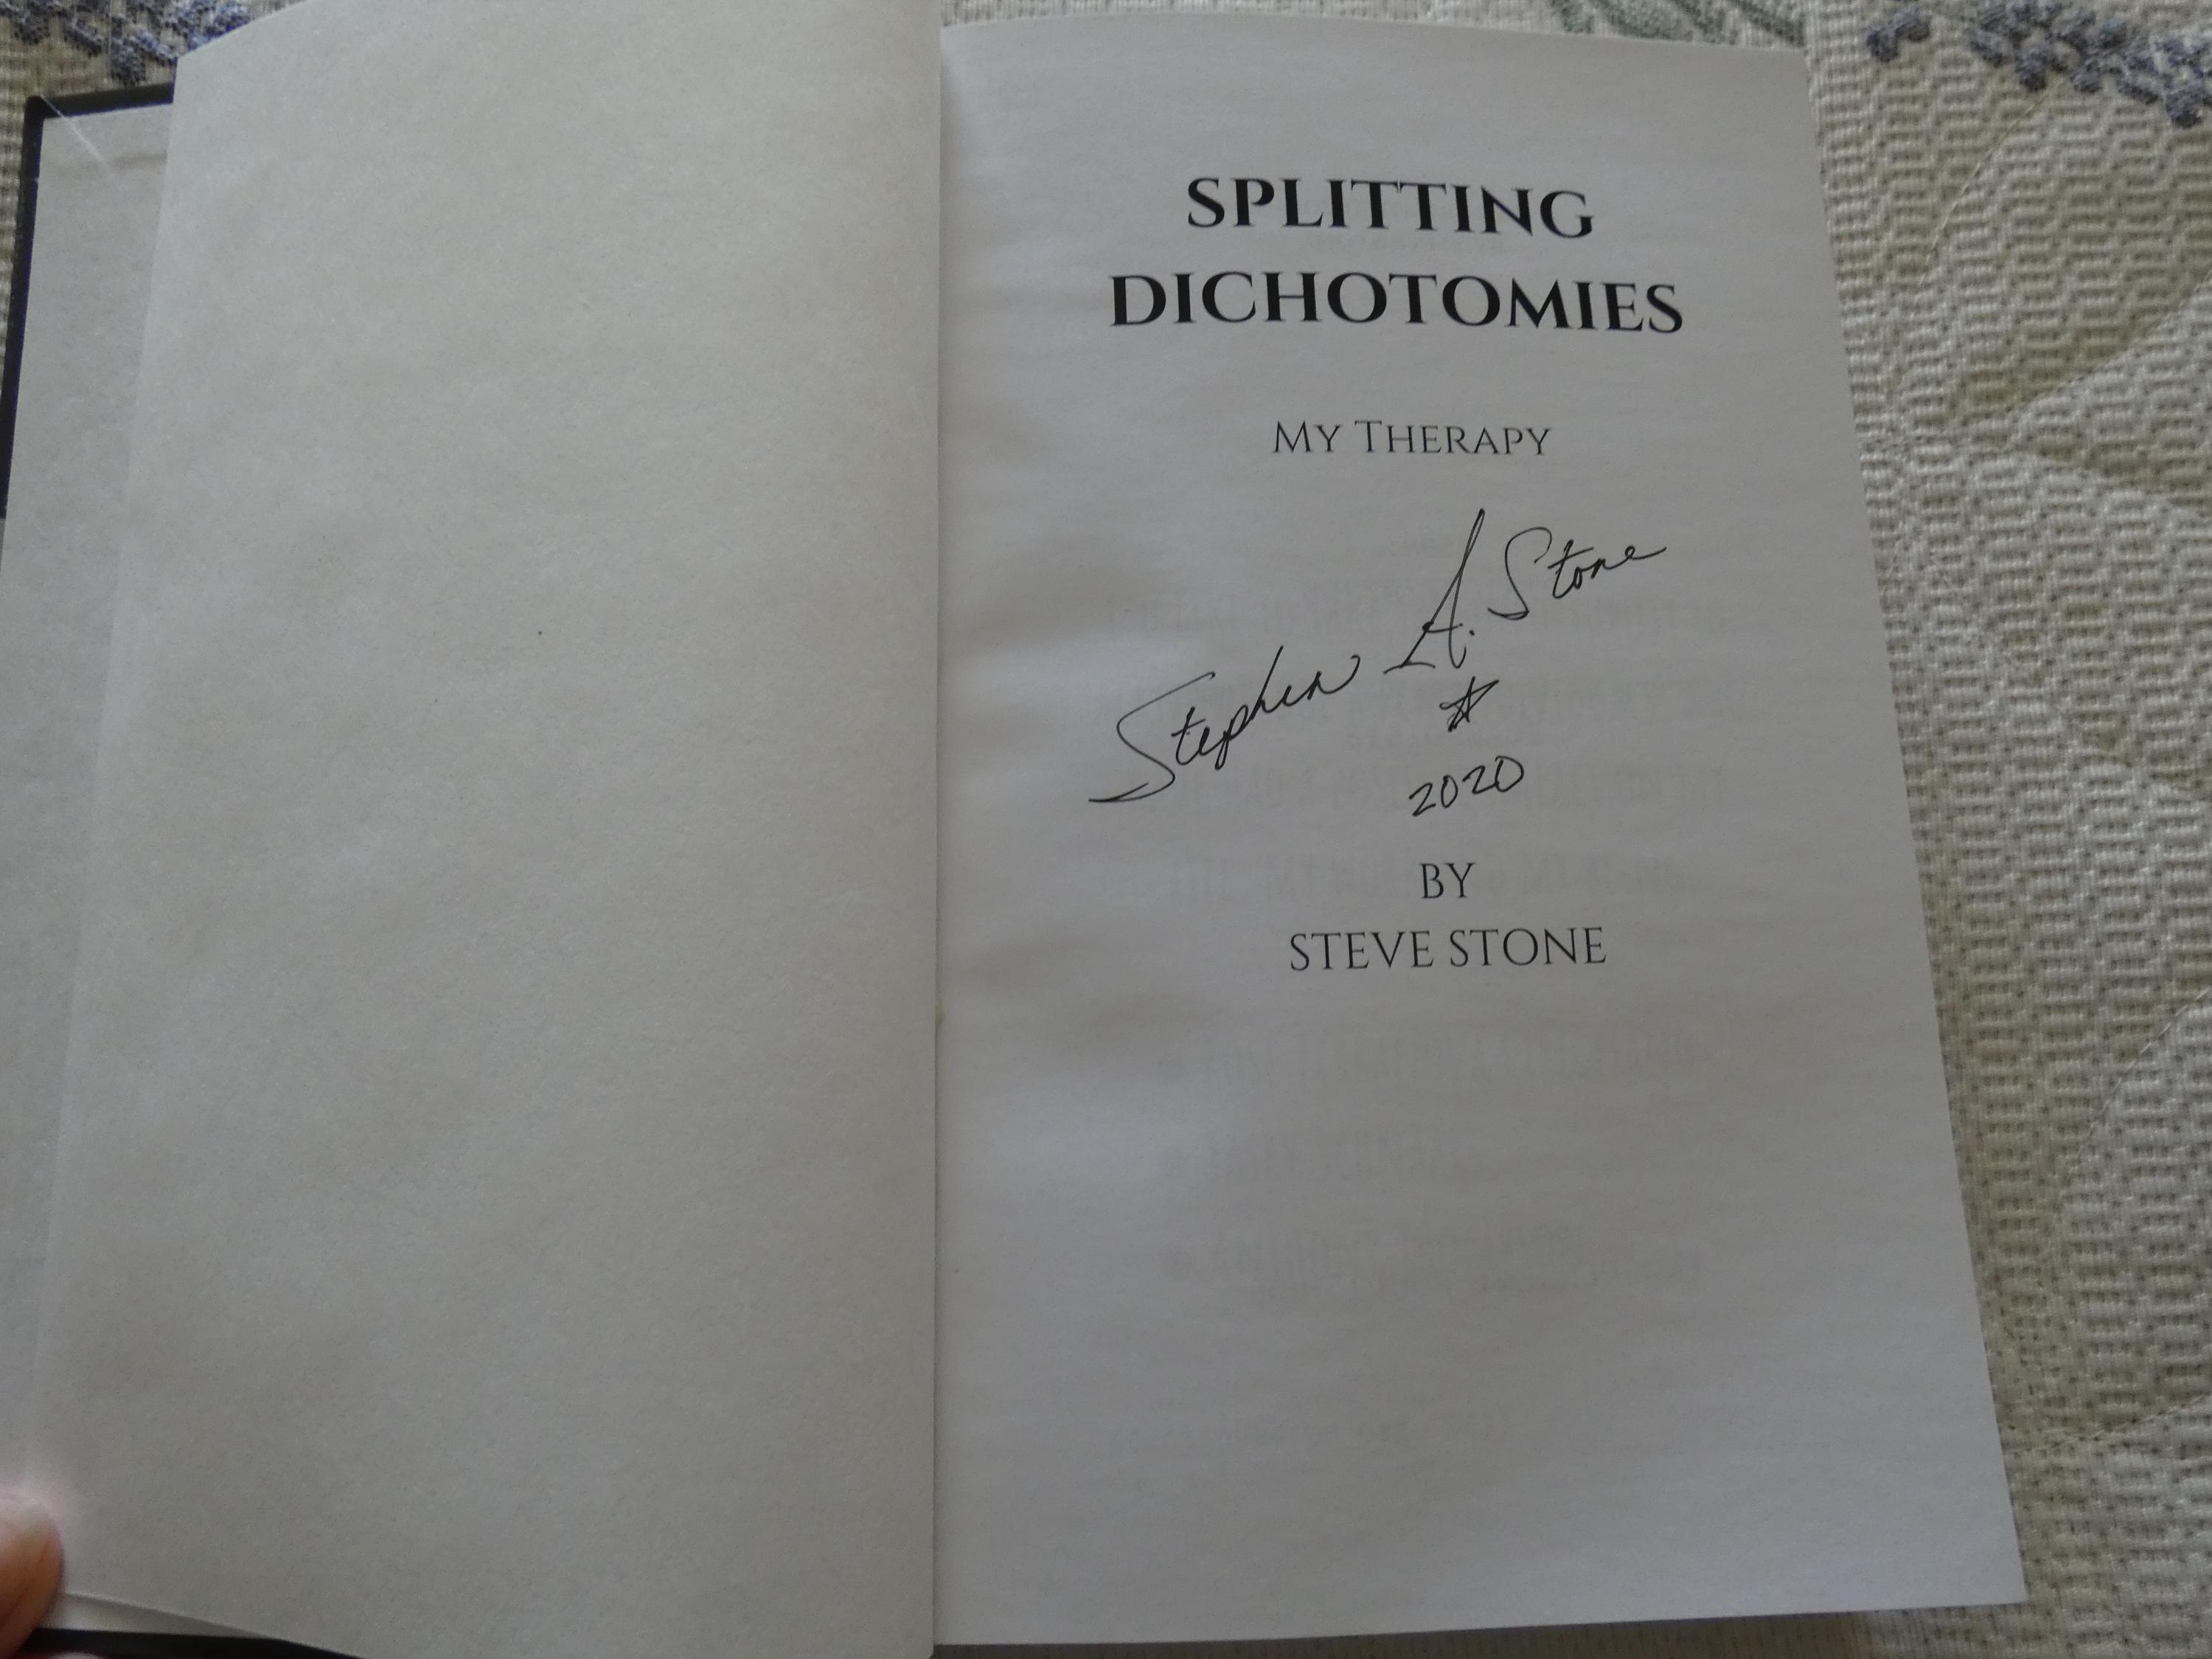 SPLITTING
DICHOTOMIES
MY THERAPY
Stephen A. Stone
2020
BY
STEVE STONE